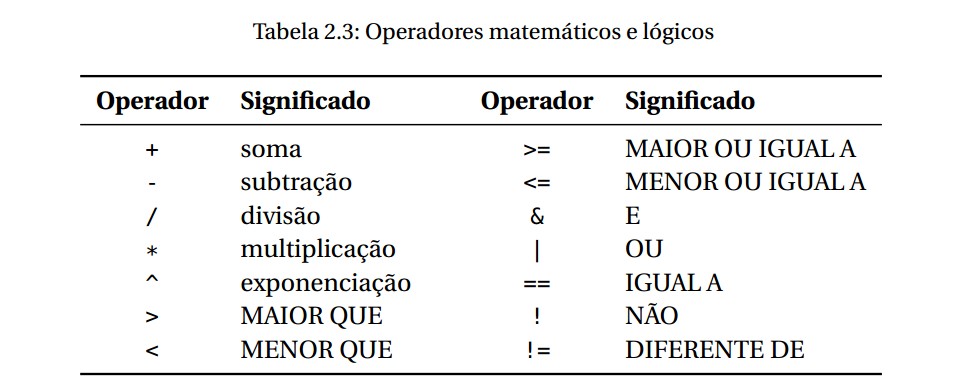 Tabela 2.3: Operadores matemáticos e lógicos
Operador Significado Operador Significado
+ soma >= MAIOR OU IGUAL A
- subtração <= MENOR OU IGUAL A
/ divisão & E
* multiplicação | OU
^ exponenciação == IGUAL A
> MAIOR QUE ! NÃO
< MENOR QUE != DIFERENTE DE